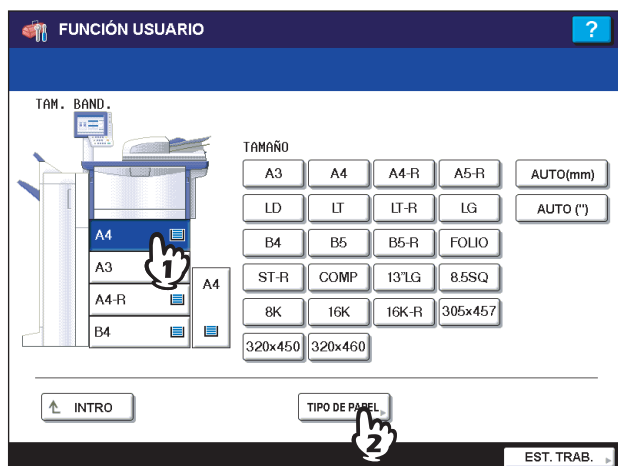 FUNCIÓN USUARIO ?
TAM. BAND.
TAMAÑO
A3 A4 A4-R A5-R AUTO(mm)
LD LT LT-R LG AUTO (")
B4 B5 B5-R FOLIO
ST-R COMP 13"LG 8.5SQ
8K 16K 16K-R 305x457
320x450 320x460
A4
1
A3
A4
A4-R
B4
INTRO TIPO DE PAPEL
2
EST. TRAB.